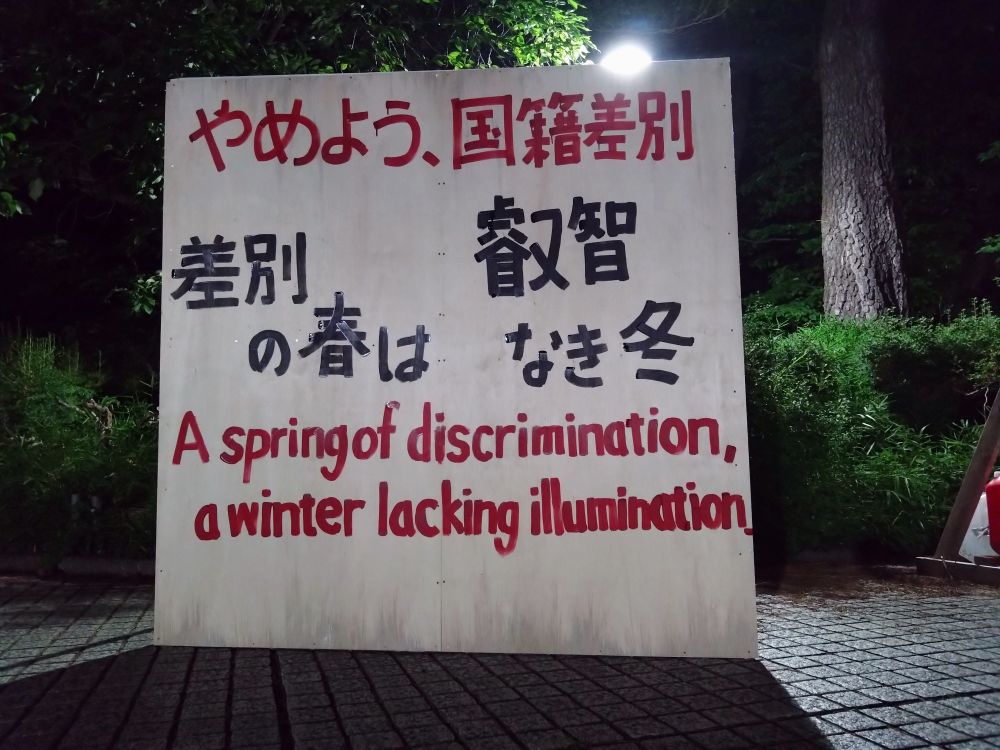 やめよう、国籍差別
差別 叡智
の春は なき冬
A spring of discrimination,
a winter lacking illumination.